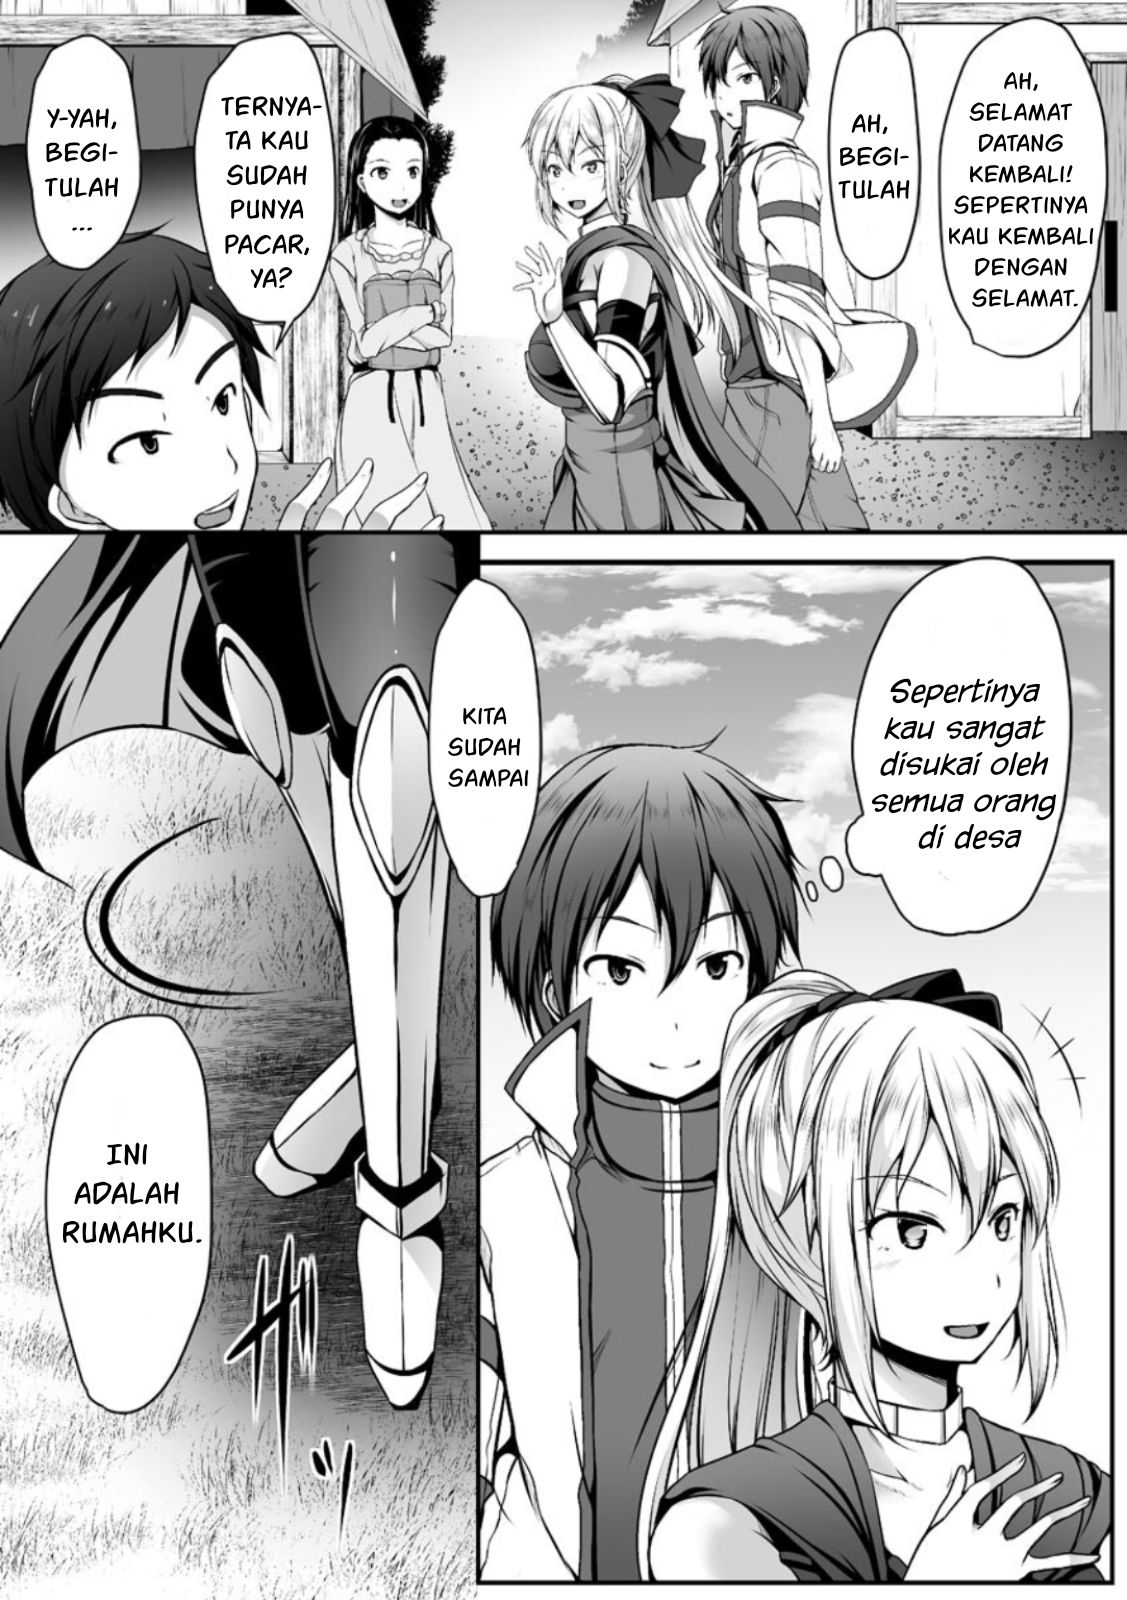 AH,
SELAMAT
DATANG
KEMBALI!
SEPERTINYA
KAU KEMBALI
DENGAN
SELAMAT.
AH,
BEGI-
TULAH
TERNYA-
TA KAU
SUDAH
PUNYA
PACAR,
YA?
Y-YAH,
BEGI-
TULAH
...
Sepertinya
kau sangat
disukai oleh
semua orang
di desa
KITA
SUDAH
SAMPAI
INI
ADALAH
RUMAHKU.